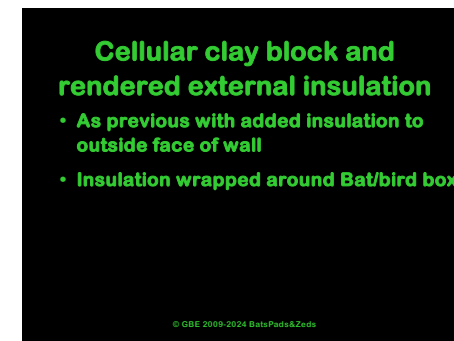 Cellular clay block and
rendered external insulation
• As previous with added insulation to
outside face of wall
• Insulation wrapped around Bat/bird box
© GBE 2009-2024 BatsPads&Zeds